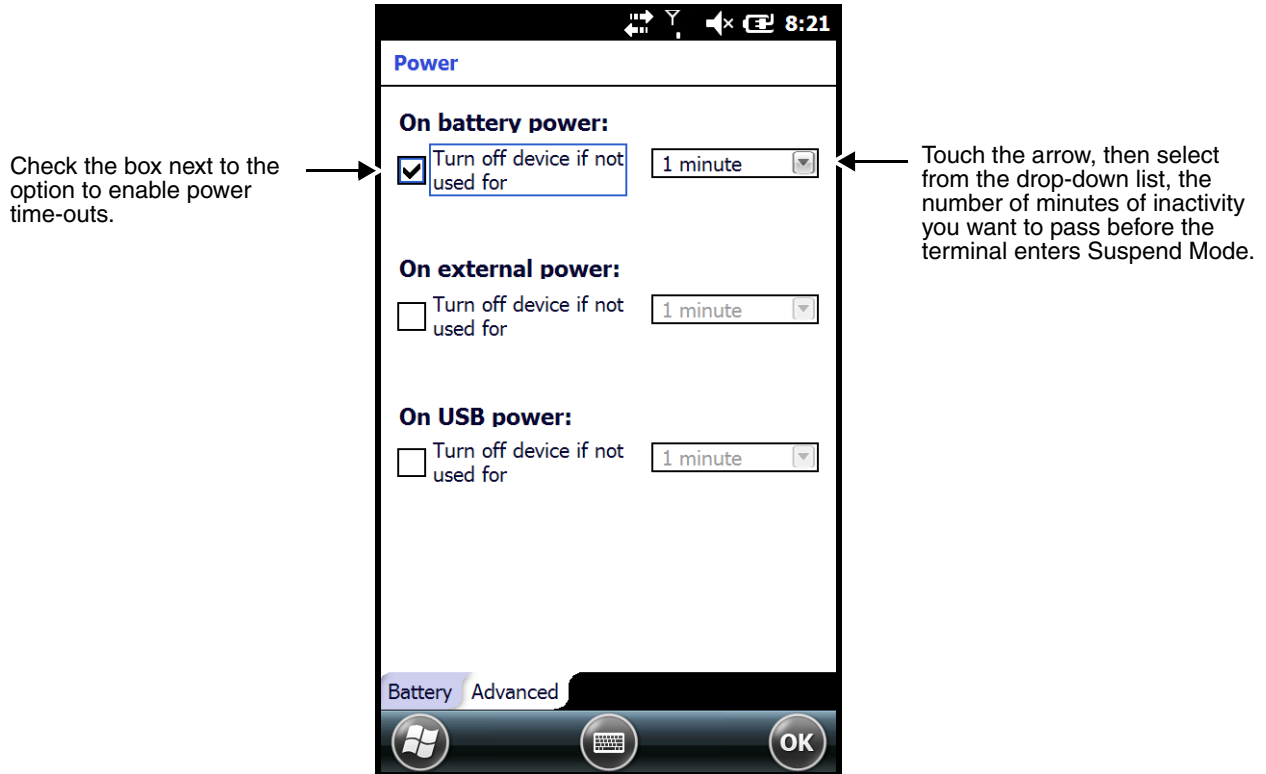 8:21
Power
On battery power:
Turn off device if not
used for
1 minute
Check the box next to the
option to enable power
time-outs.
Touch the arrow, then select
from the drop-down list, the
number of minutes of inactivity
you want to pass before the
terminal enters Suspend Mode.
On external power:
Turn off device if not
used for
1 minute
On USB power:
Turn off device if not
used for
1 minute
Battery Advanced
OK